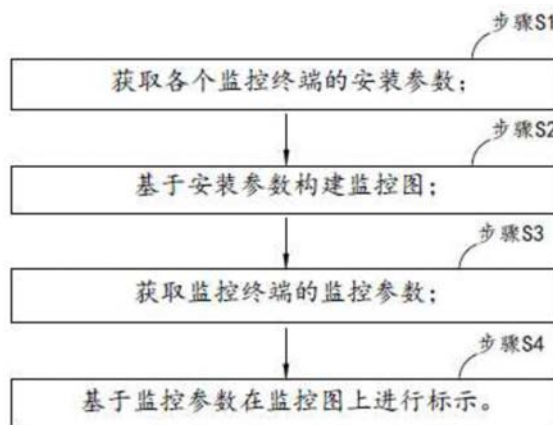 步骤S1
获取各个监控终端的安装参数;
步骤S2
基于安装参数构建监控图;
步骤S3
获取监控终端的监控参数;
步骤S4
基于监控参数在监控图上进行标示。